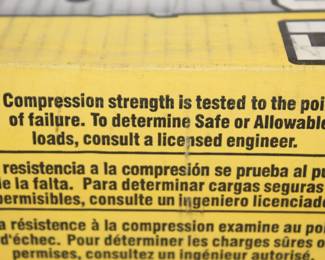 Compression strength is tested to the poi
of failure. To determine Safe or Allowable
loads, consult a licensed engineer.
resistencia a la compresión se prueba al pu
le la falta. Para determinar cargas seguras
permisibles, consulte un ingeniero licenciado
a résistence à la compression examine au poi
d'échec. Pour déterminer les charges sûres o
permises, consultez un ingénieur autorisé.